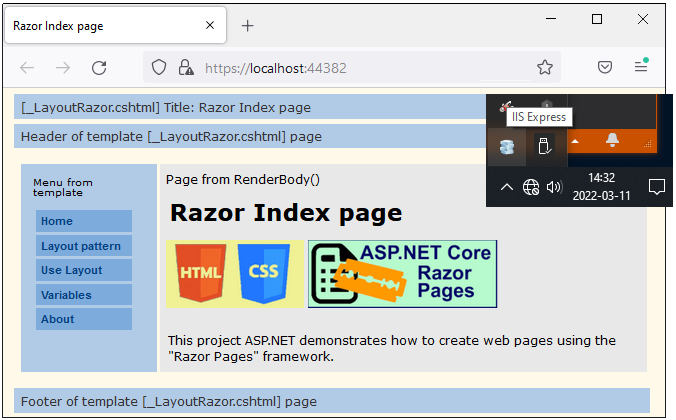 Razor Index page
https://localhost:44382
[_LayoutRazor.cshtml] Title: Razor Index page
Header of template [_LayoutRazor.cshtml] page
IIS Express
14:32
2022-03-11
Menu from
template
Home
Layout pattern
Use Layout
Variables
About
Page from RenderBody()
Razor Index page
HTML
CSS
ASP.NET Core
Razor
Pages
This project ASP.NET demonstrates how to create web pages using the
"Razor Pages" framework.
Footer of template [_LayoutRazor.cshtml] page